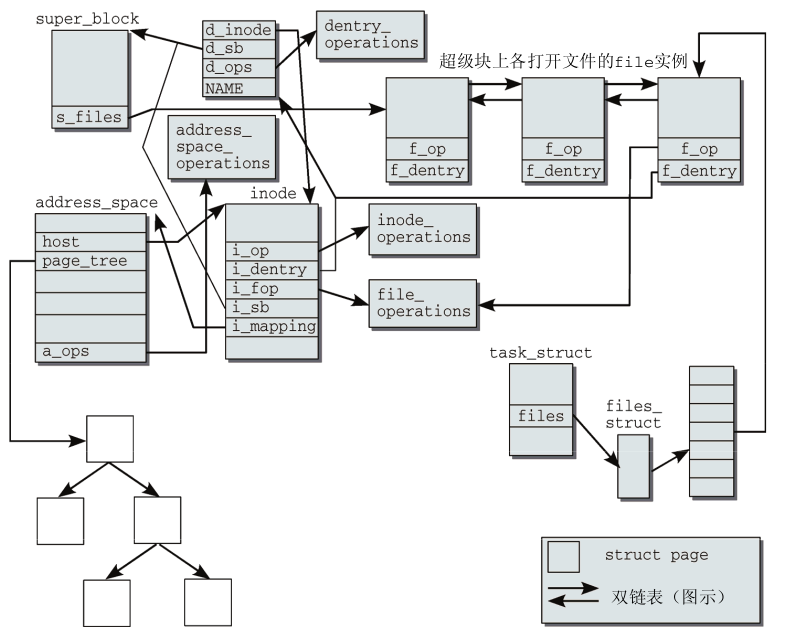 super_block
d_inode
d_sb
d_ops
NAME
dentry_
operations
超级块上各打开文件的file实例
s_files
address_
space_
operations
f_op
f_dentry
f_op
f_dentry
f_op
f_dentry
address_space
host
page_tree
a_ops
inode
i_op
i_dentry
i_fop
i_sb
i_mapping
inode_
operations
file_
operations
task_struct
files
files_
struct
struct page
双链表（图示）